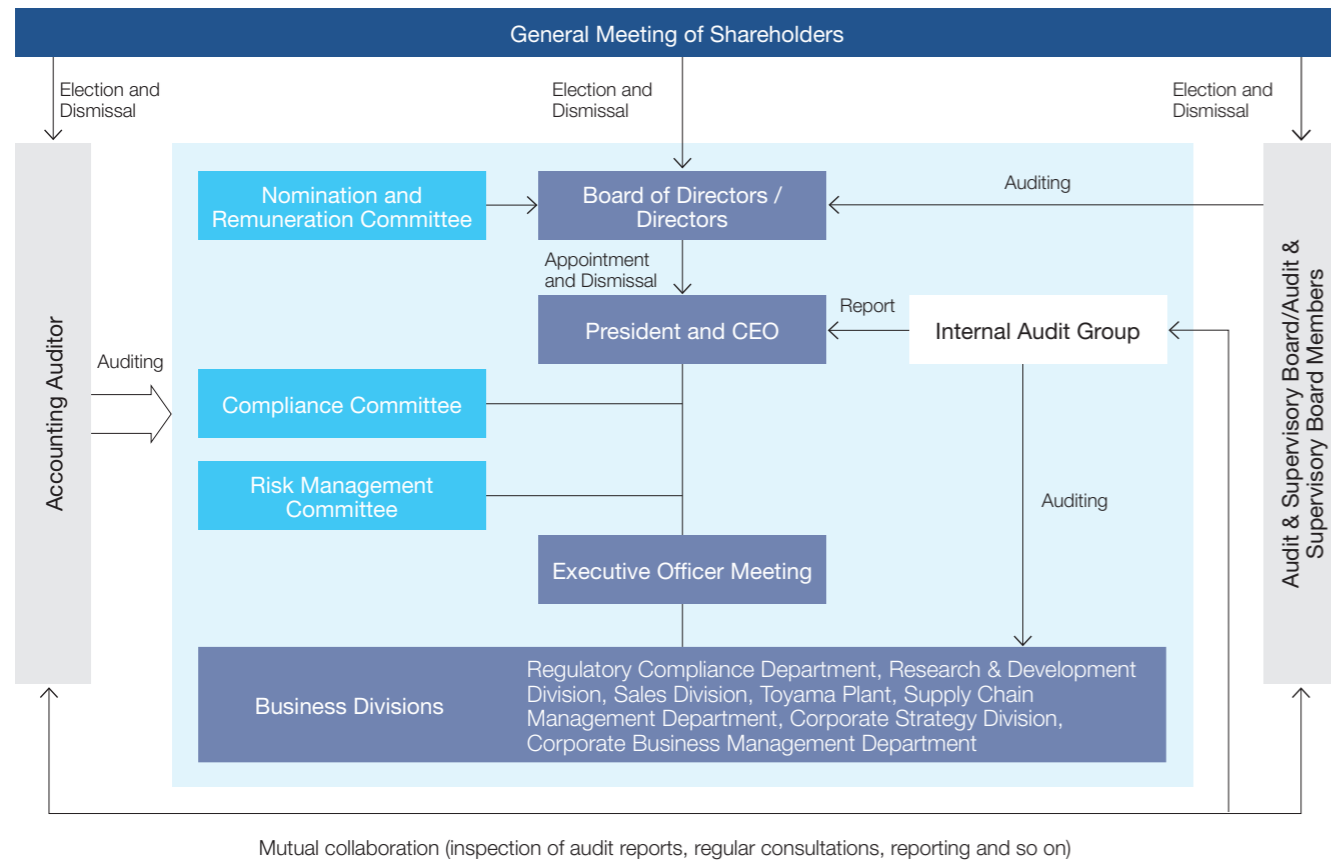 General Meeting of Shareholders
Election and
Dismissal
Election and
Dismissal
Election and
Dismissal
Nomination and
Remuneration Committee
Board of Directors /
Directors
Auditing
Appointment
and Dismissal
President and CEO
Report
Internal Audit Group
Accounting Auditor
Auditing
Compliance Committee
Risk Management
Committee
Auditing
Audit & Supervisory Board/Audit &
Supervisory Board Members
Executive Officer Meeting
Business Divisions
Regulatory Compliance Department, Research & Development
Division, Sales Division, Toyama Plant, Supply Chain
Management Department, Corporate Strategy Division,
Corporate Business Management Department
Mutual collaboration (inspection of audit reports, regular consultations, reporting and so on)